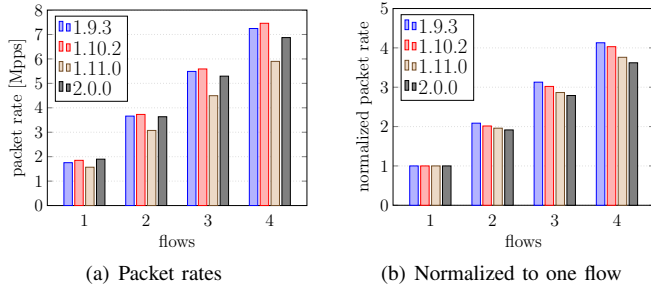 8
7
6
5
4
3
2
1
0
packet rate [Mpps]
1.9.3
1.10.2
1.11.0
2.0.0
1 2 3 4
flows
(a) Packet rates
5
4
3
2
1
0
normalized packet rate
1.9.3
1.10.2
1.11.0
2.0.0
1 2 3 4
flows
(b) Normalized to one flow